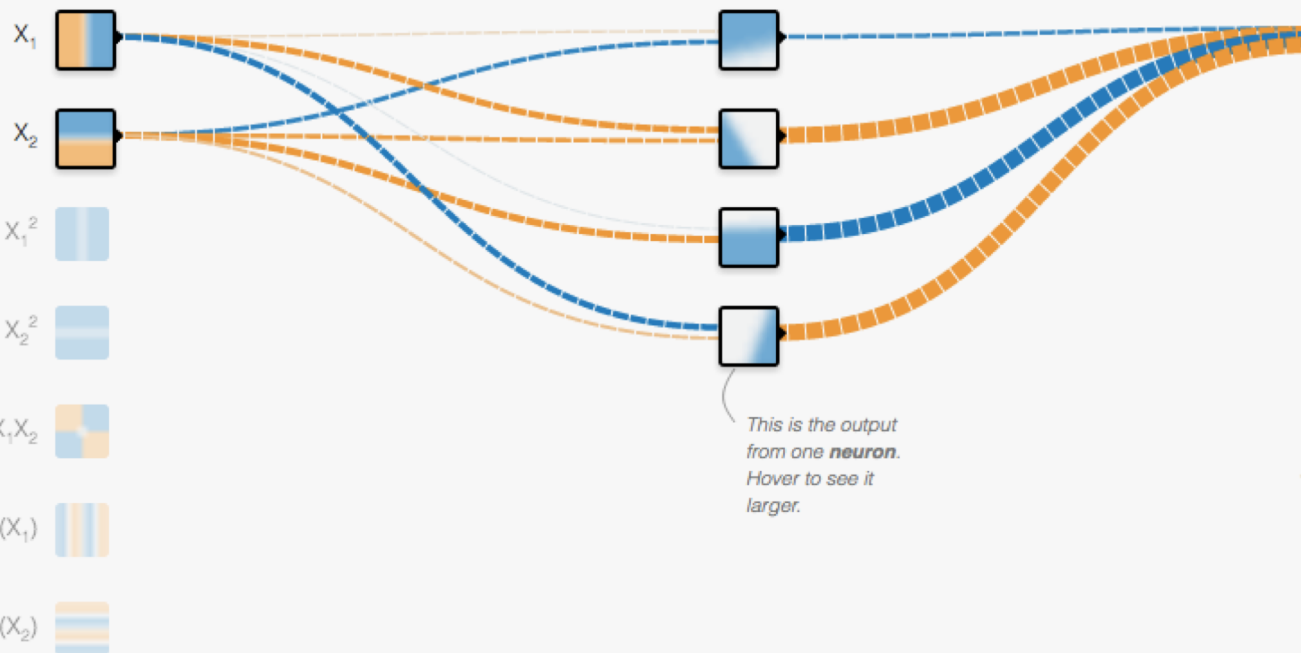 X₁
X₂
X₁²
X₂²
X₁X₂
(X₁)
(X₂)
This is the output
from one neuron.
Hover to see it
larger.